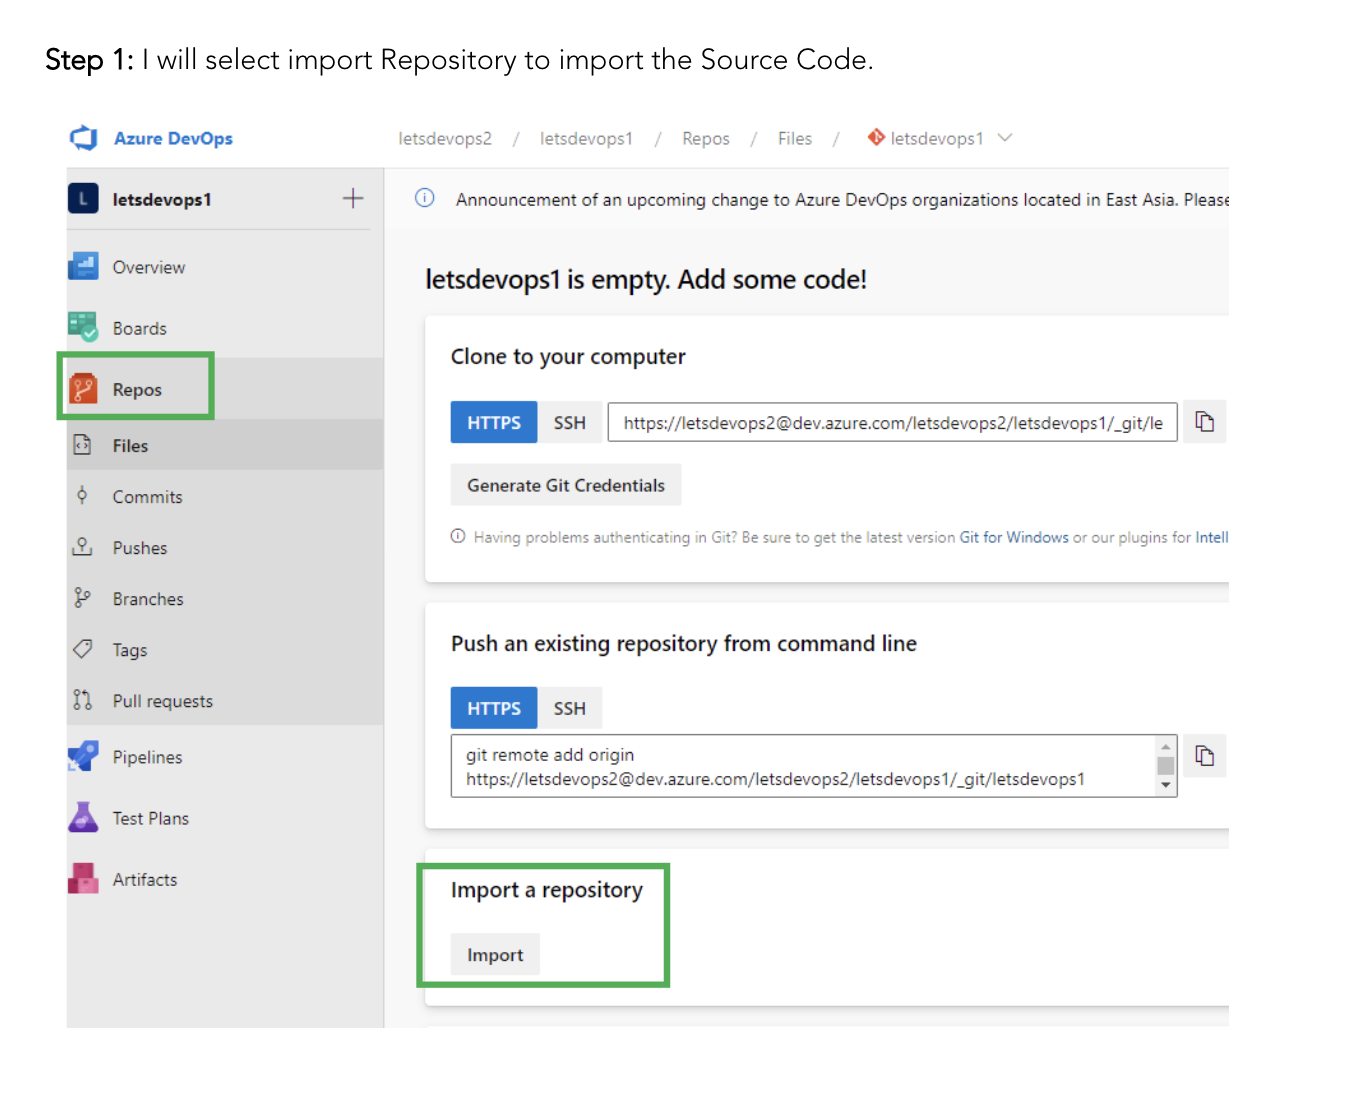 Step 1: I will select import Repository to import the Source Code.
Azure DevOps
letsdevops2 / letsdevops1 / Repos / Files / letsdevops1
L letsdevops1
Announcement of an upcoming change to Azure DevOps organizations located in East Asia. Please
Overview
Boards
Repos
Files
Commits
Pushes
Branches
Tags
Pull requests
Pipelines
Test Plans
Artifacts
letsdevops1 is empty. Add some code!
Clone to your computer
HTTPS SSH https://letsdevops2@dev.azure.com/letsdevops2/letsdevops1/_git/le
Generate Git Credentials
Having problems authenticating in Git? Be sure to get the latest version Git for Windows or our plugins for Intell
Push an existing repository from command line
HTTPS SSH
git remote add origin
https://letsdevops2@dev.azure.com/letsdevops2/letsdevops1/_git/letsdevops1
Import a repository
Import